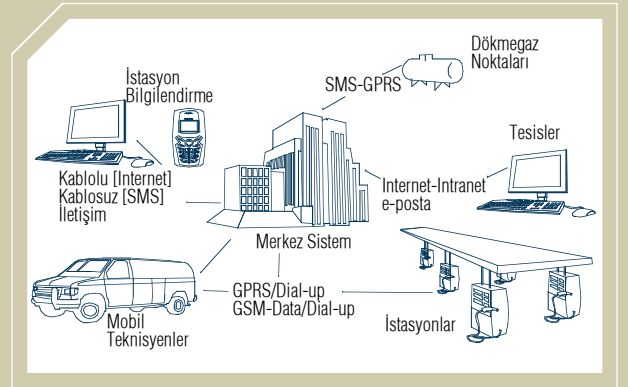 Dökmegaz
Noktaları
SMS-GPRS
İstasyon
Bilgilendirme
Tesisler
Kablolu [Internet]
Kablosuz [SMS]
İletişim
Internet-Intranet
e-posta
Merkez Sistem
GPRS/Dial-up
GSM-Data/Dial-up
Mobil
Teknisyenler
İstasyonlar